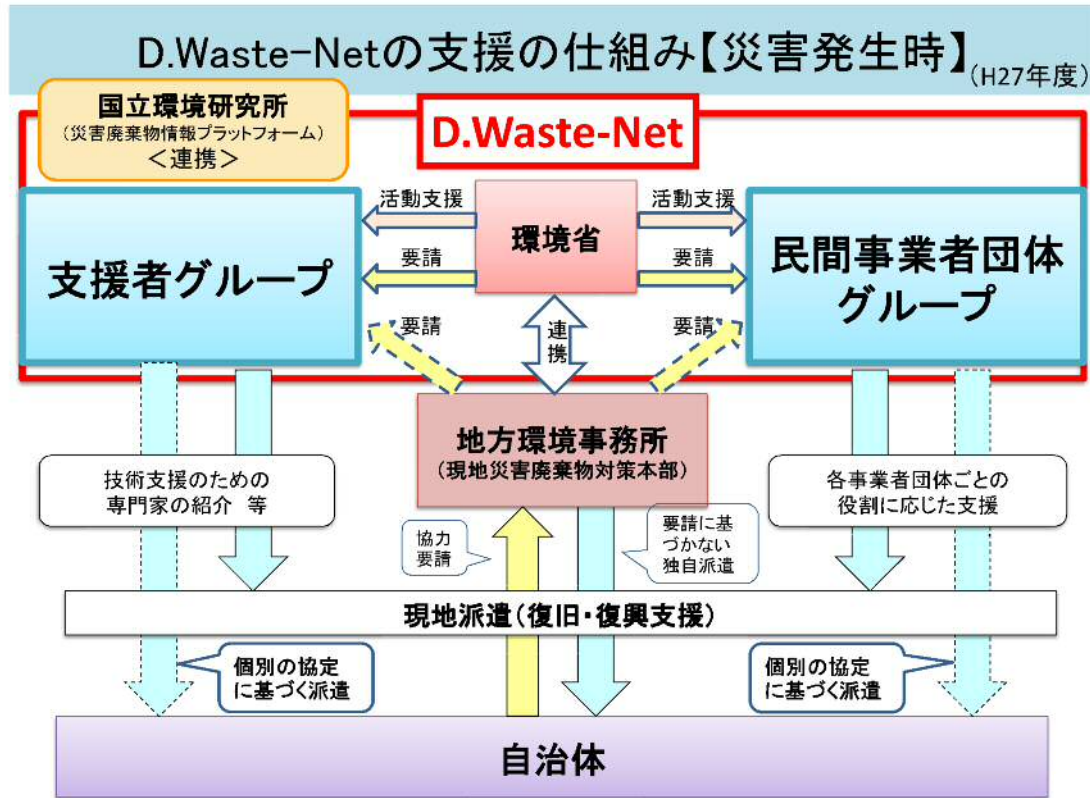 D.Waste-Netの支援の仕組み【災害発生時】
(H27年度)
国立環境研究所
(災害廃棄物情報プラットフォーム)
＜連携＞
D.Waste-Net
活動支援
活動支援
環境省
支援者グループ
要請
要請
民間事業者団体
グループ
要請
連携
要請
地方環境事務所
(現地災害廃棄物対策本部)
技術支援のための
専門家の紹介 等
各事業者団体ごとの
役割に応じた支援
協力
要請
要請に基
づかない
独自派遣
現地派遣(復旧・復興支援)
個別の協定
に基づく派遣
個別の協定
に基づく派遣
自治体